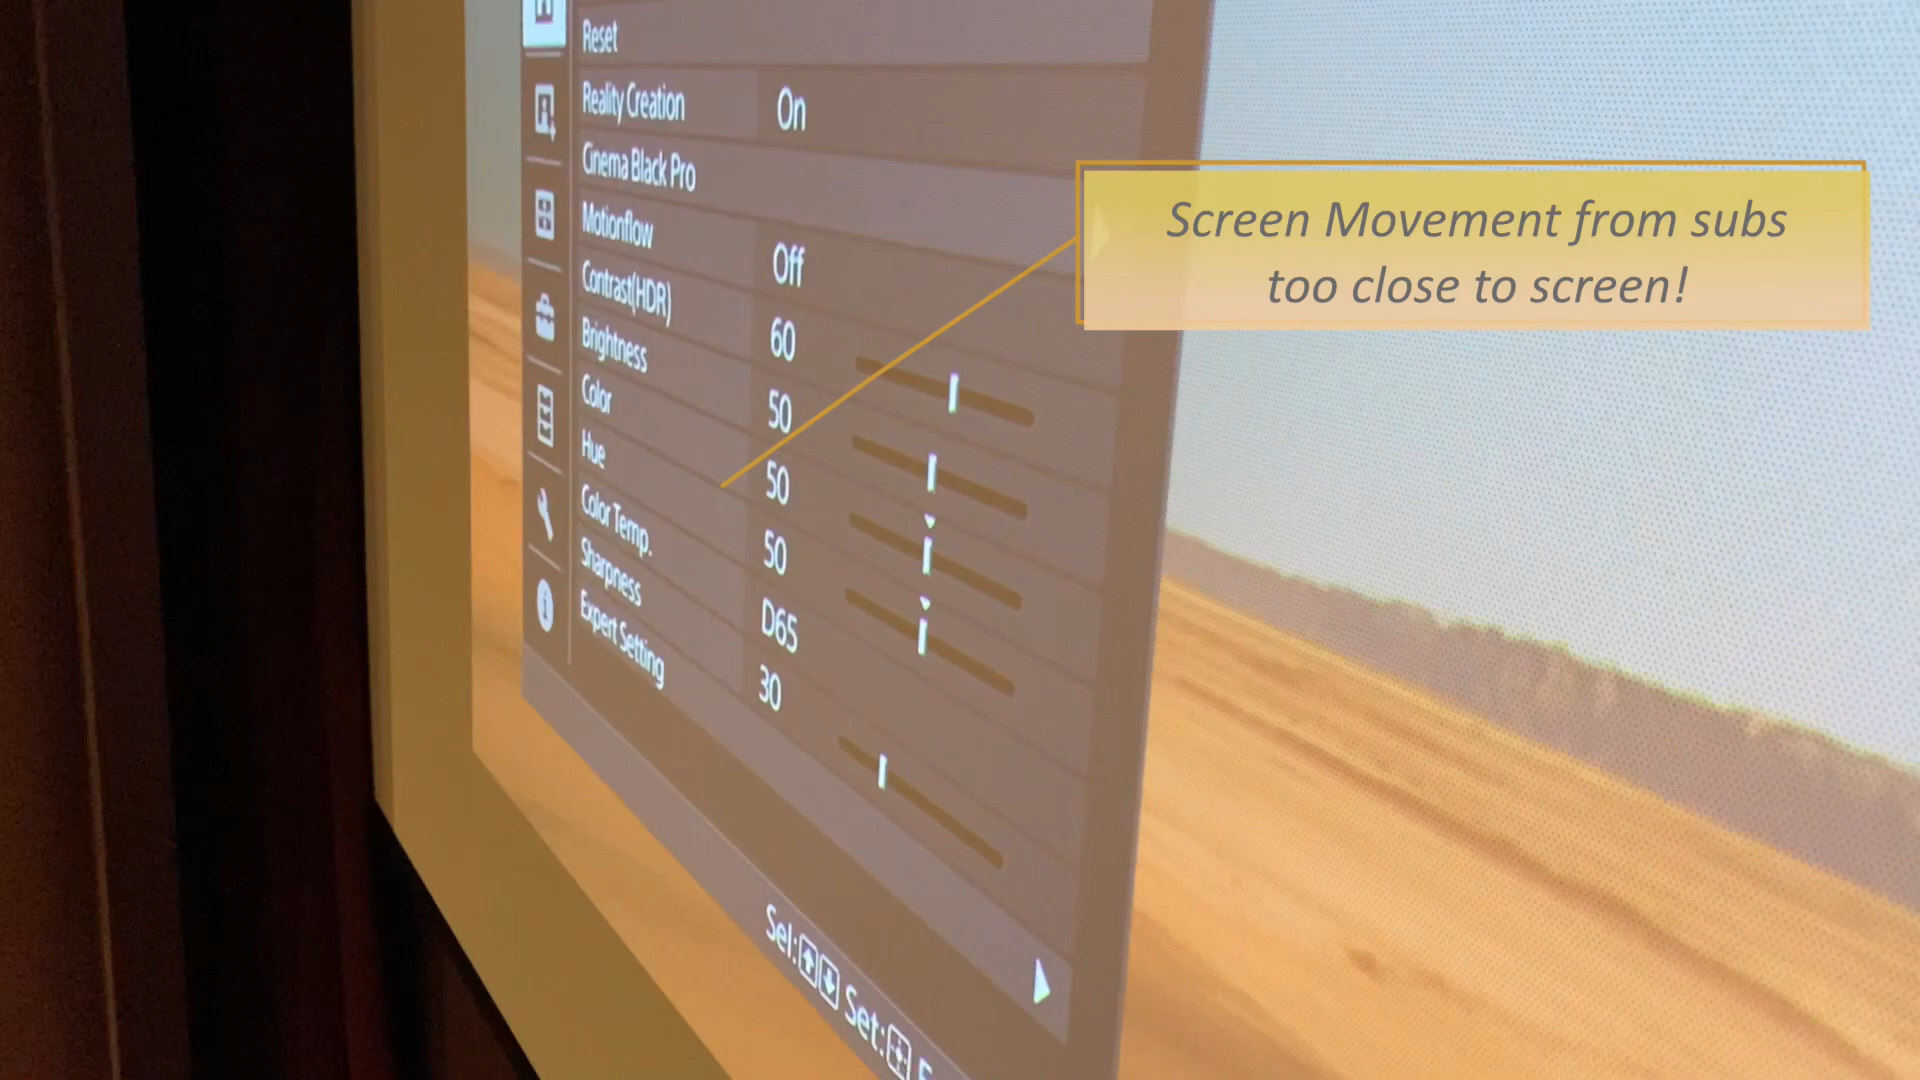 Reset
Reality Creation On
Cinema Black Pro
Motionflow Off
Contrast(HDR) 60
Brightness 50
Color 50
Hue 50
Color Temp. D65
Sharpness 30
Expert Setting
Sel: Set:
Screen Movement from subs
too close to screen!